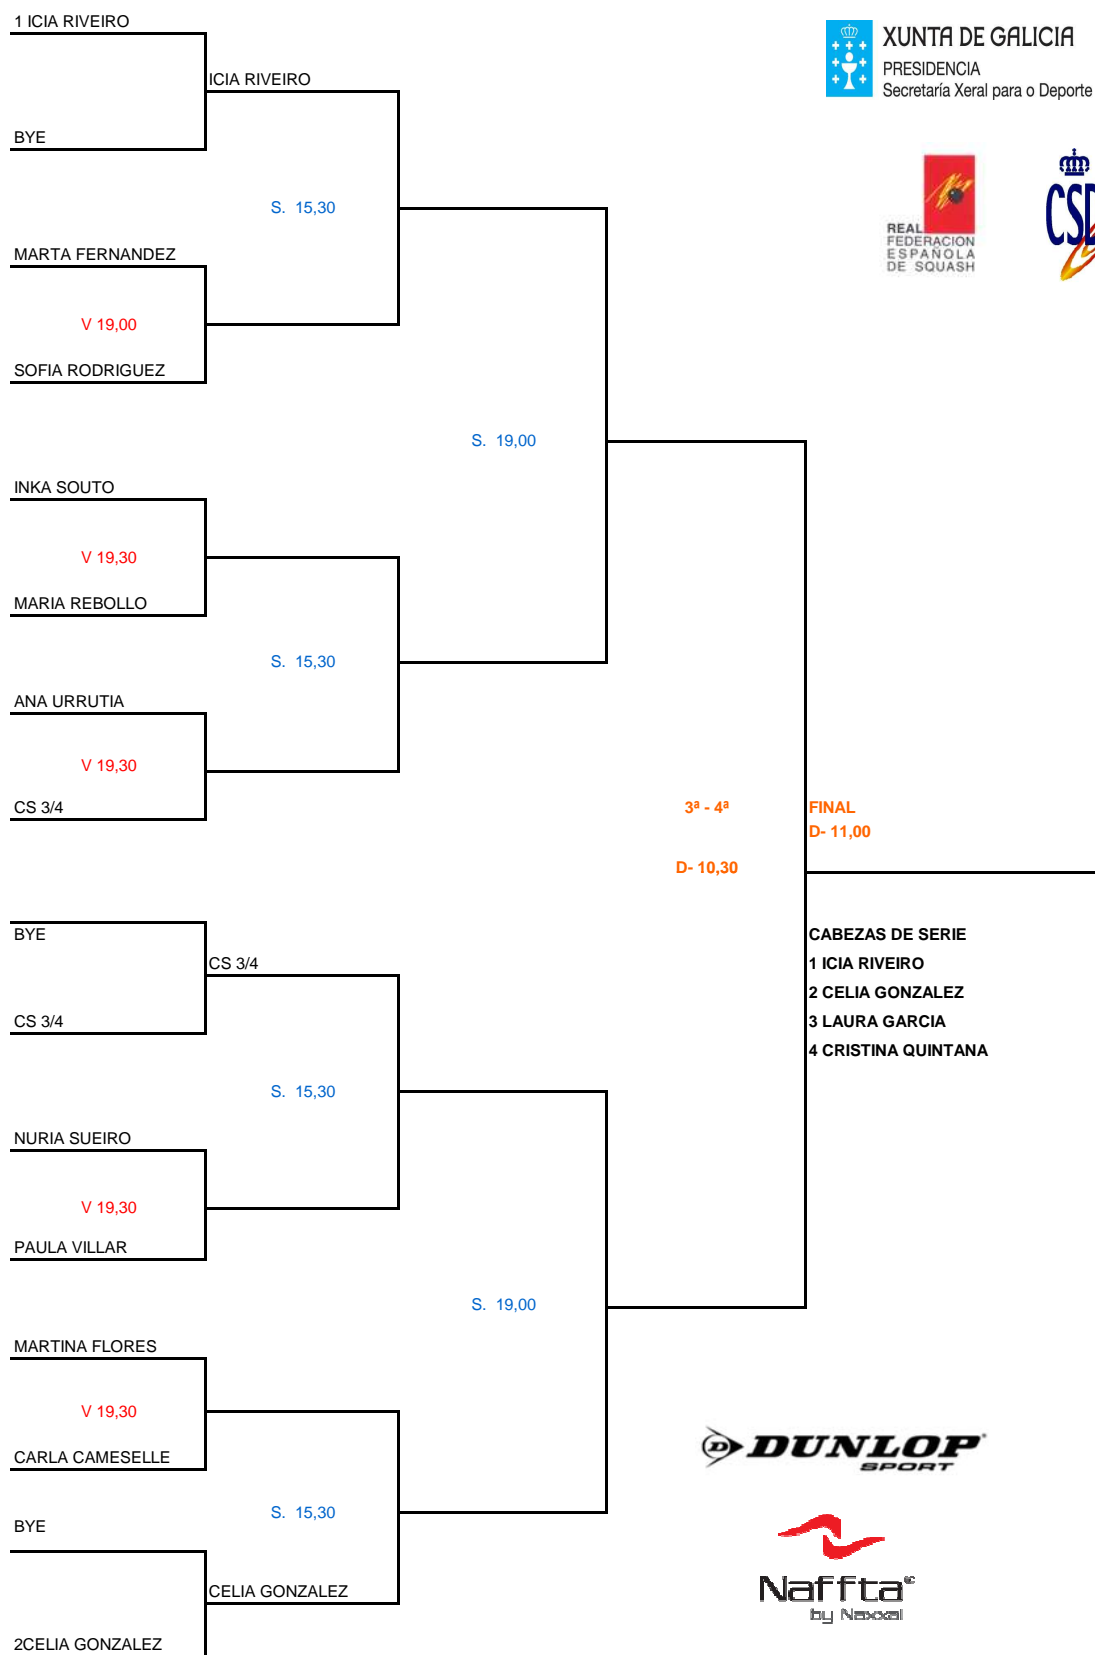 1 ICIA RIVEIRO
XUNTA DE GALICIA
PRESIDENCIA
Secretaría Xeral para o Deporte
ICIA RIVEIRO
BYE
S. 15,30
REAL
FEDERACION
ESPAÑOLA
DE SQUASH
CSD
MARTA FERNANDEZ
V 19,00
SOFIA RODRIGUEZ
S. 19,00
INKA SOUTO
V 19,30
MARIA REBOLLO
S. 15,30
ANA URRUTIA
V 19,30
CS 3/4
3ª - 4ª
FINAL
D- 11,00
D- 10,30
BYE
CS 3/4
CS 3/4
CABEZAS DE SERIE
1 ICIA RIVEIRO
2 CELIA GONZALEZ
3 LAURA GARCIA
4 CRISTINA QUINTANA
S. 15,30
NURIA SUEIRO
V 19,30
PAULA VILLAR
S. 19,00
MARTINA FLORES
V 19,30
CARLA CAMESELLE
DUNLOP
SPORT
S. 15,30
BYE
CELIA GONZALEZ
2CELIA GONZALEZ
Naffta
by Naxxal